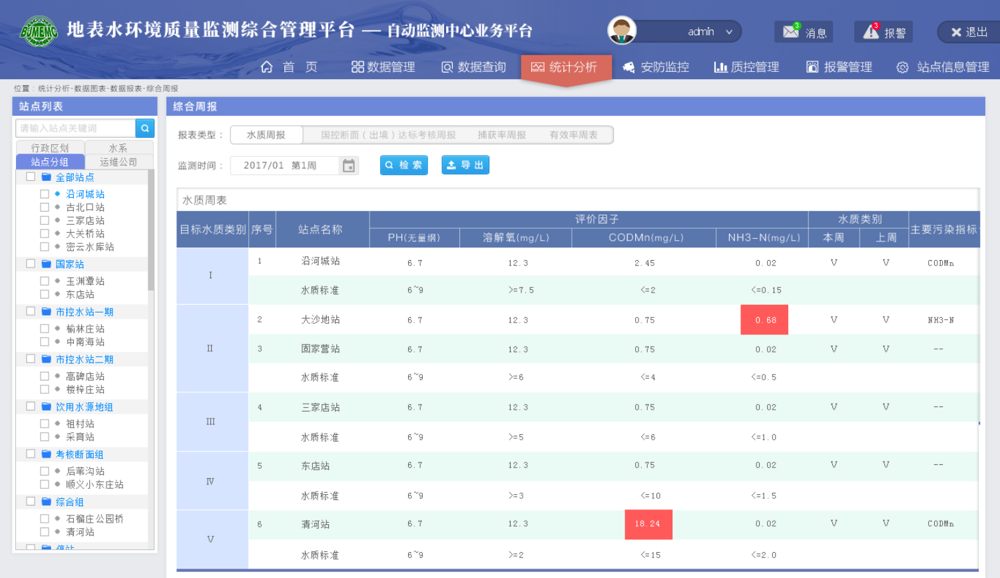 BJMEMC 地表水环境质量监测综合管理平台 — 自动监测中心业务平台
admin 3 消息 3 报警 退出
首 页 数据管理 数据查询 统计分析 安防监控 质控管理 报警管理 站点信息管理
位置：统计分析-数据图表-数据报表-综合周报
站点列表
请输入站点关键词
行政区划 水系
站点分组 运维公司
全部站点
沿河城站
古北口站
三家店站
大关桥站
密云水库站
国家站
玉渊潭站
东店站
市控水站一期
榆林庄站
中南海站
市控水站二期
高碑店站
楼梓庄站
饮用水源地组
祖村站
采育站
考核断面组
后苇沟站
顺义小东庄站
综合组
石榴庄公园桥
清河站
综合周报
报表类型： 水质周报 国控断面（出境）达标考核周报 捕获率周报 有效率周表
监测时间： 2017/01 第1周 检 索 导 出
水质周表
目标水质类别 序号 站点名称 评价因子 水质类别 主要污染指标
PH(无量纲) 溶解氧(mg/L) CODMn(mg/L) NH3-N(mg/L) 本周 上周
I 1 沿河城站 6.7 12.3 2.45 0.02 V V CODMn
水质标准 6~9 >=7.5 <=2 <=0.15
II 2 大沙地站 6.7 12.3 0.75 0.68 V V NH3-N
3 固家营站 6.7 12.3 0.75 0.02 V V --
水质标准 6~9 >=6 <=4 <=0.5
III 4 三家店站 6.7 12.3 0.75 0.02 V V --
水质标准 6~9 >=5 <=6 <=1.0
IV 5 东店站 6.7 12.3 0.75 0.02 V V --
水质标准 6~9 >=3 <=10 <=1.5
V 6 清河站 6.7 12.3 18.24 0.02 V V CODMn
水质标准 6~9 >=2 <=15 <=2.0